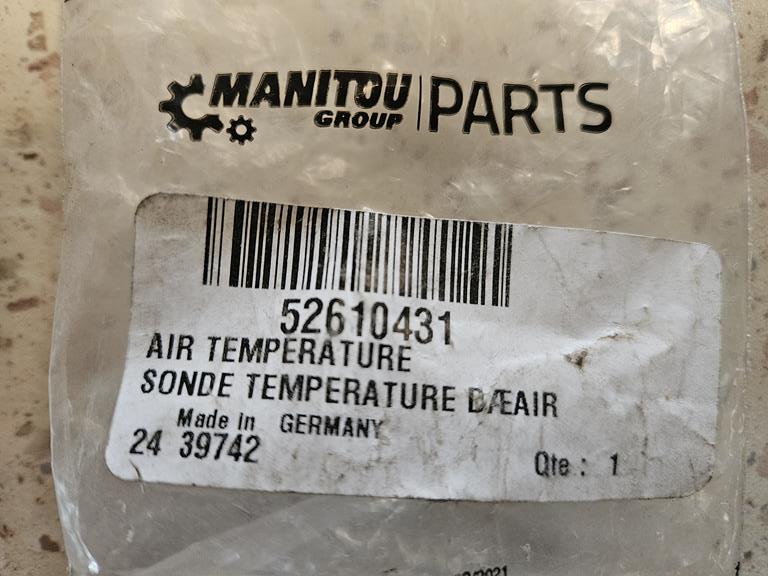 MANITOU GROUP | PARTS
52610431
AIR TEMPERATURE
SONDE TEMPERATURE DÆAIR
Made in GERMANY
24 39742 Qte : 1